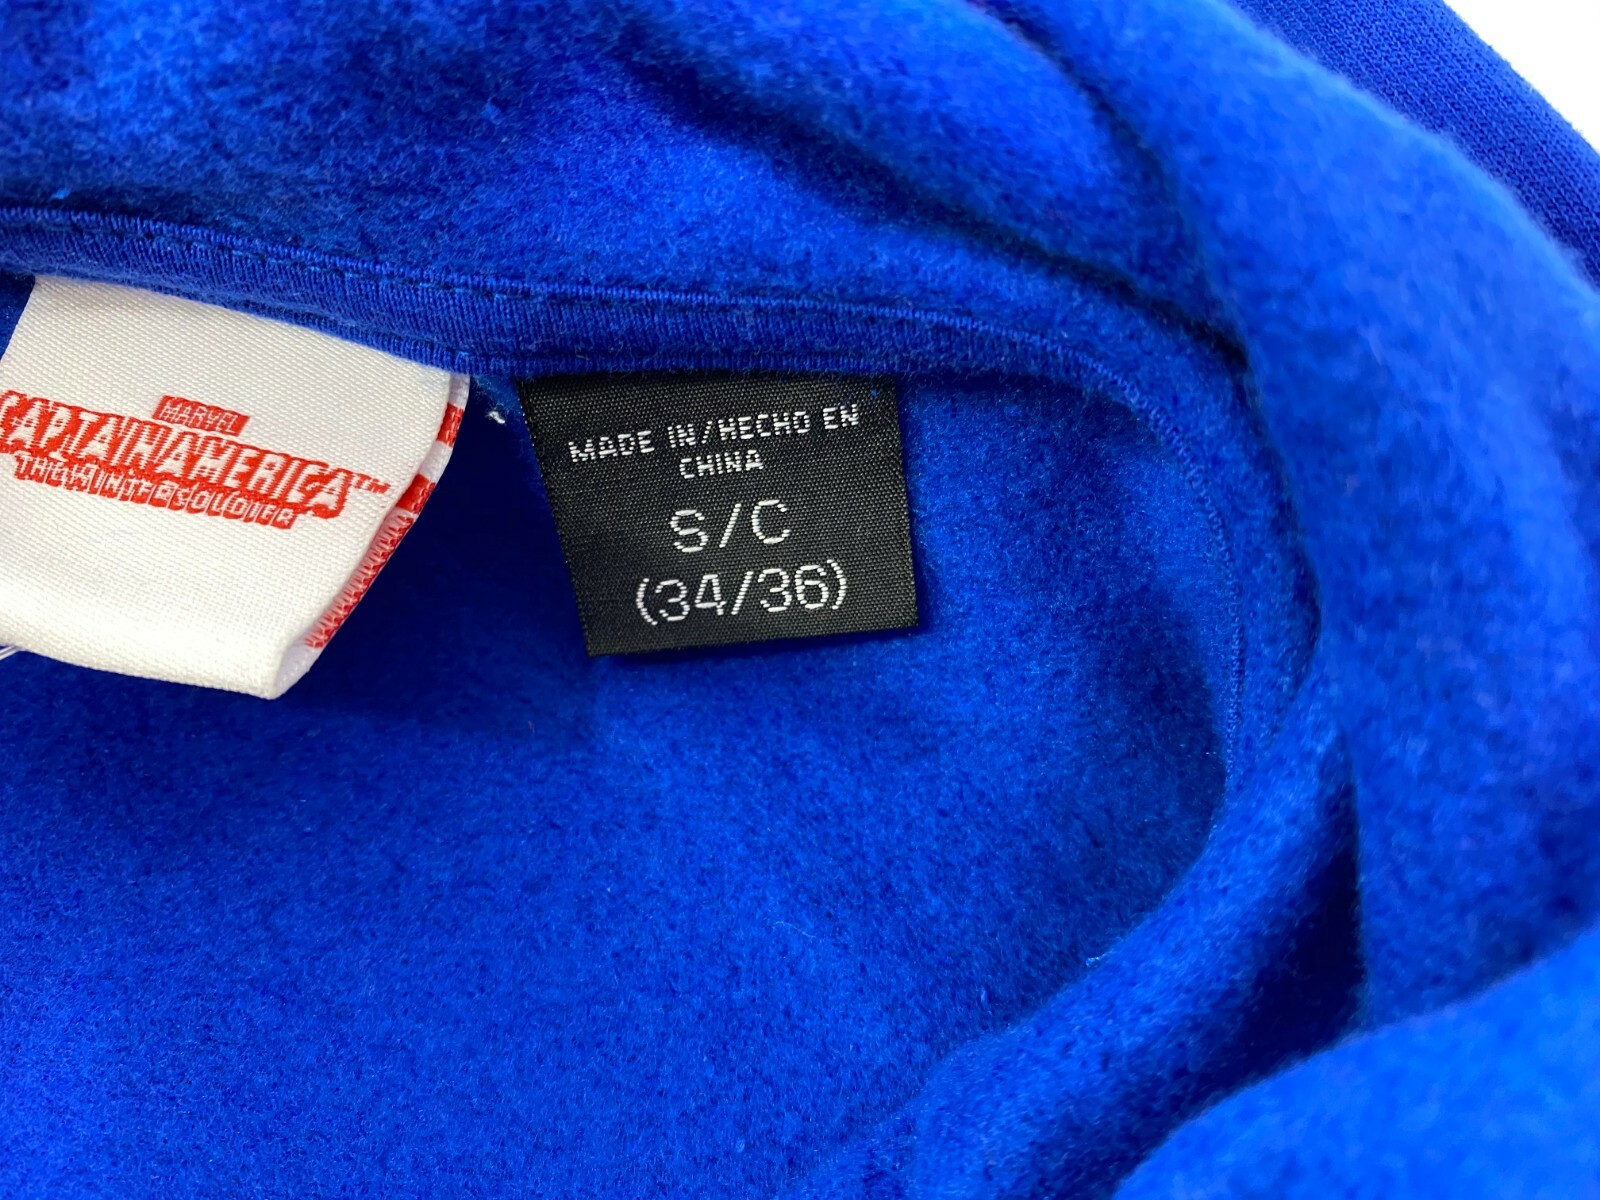 MARVEL
CAPTAIN AMERICA™
THE WINTER SOLDIER
MADE IN/HECHO EN
CHINA
S/C
(34/36)